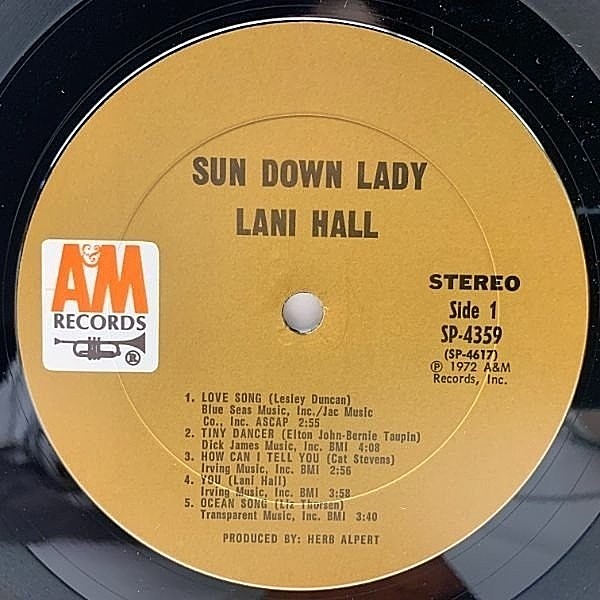 SUN DOWN LADY
LANI HALL
A&M
RECORDS
®
STEREO
Side 1
SP-4359
(SP-4617)
℗ 1972 A&M
Records, Inc.
1. LOVE SONG (Lesley Duncan)
Blue Seas Music, Inc./Jac Music
Co., Inc. ASCAP 2:55
2. TINY DANCER (Elton John-Bernie Taupin)
Dick James Music, Inc. BMI 4:08
3. HOW CAN I TELL YOU (Cat Stevens)
Irving Music, Inc. BMI 2:56
4. YOU (Lani Hall)
Irving Music, Inc. BMI 3:58
5. OCEAN SONG (Liz Thorsen)
Transparent Music, Inc. BMI 3:40
PRODUCED BY: HERB ALPERT